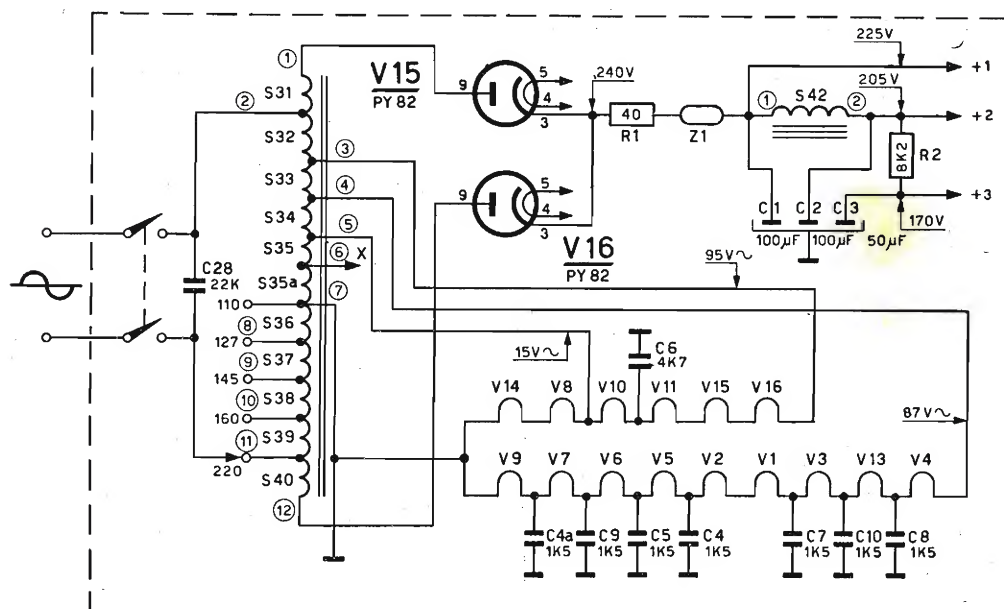 ① S31
② S32
③ S33
④ S34
⑤ S35
⑥ X
S35a
⑦
110 S36
⑧ 127 S37
⑨ 145 S38
⑩ 160 S39
⑪ 220 S40
⑫
C28
22K
V15
PY 82
9 5 4 3
V16
PY 82
9 5 4 3
240V
40
R1
Z1
① S42 ②
225V
+1
205V
+2
8K2
R2
+3
170V
C1 C2 C3
100µF 100µF 50µF
95V~
15V~
87V~
C6
4K7
V14 V8 V10 V11 V15 V16
V9 V7 V6 V5 V2 V1 V3 V13 V4
C4a C9 C5 C4 C7 C10 C8
1K5 1K5 1K5 1K5 1K5 1K5 1K5